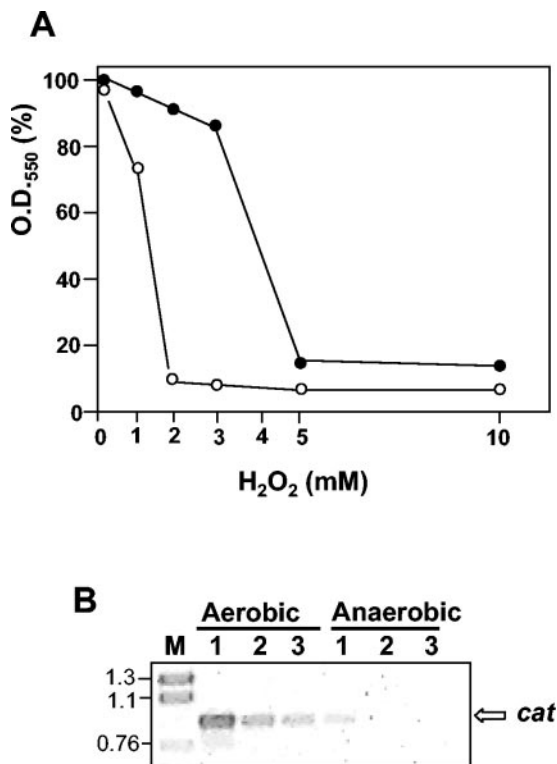 A
100
80
60
40
20
0
O.D-550 (%)
0 1 2 3 4 5 10
H2O2 (mM)
B
Aerobic Anaerobic
M 1 2 3 1 2 3
1.3
1.1
0.76
cat